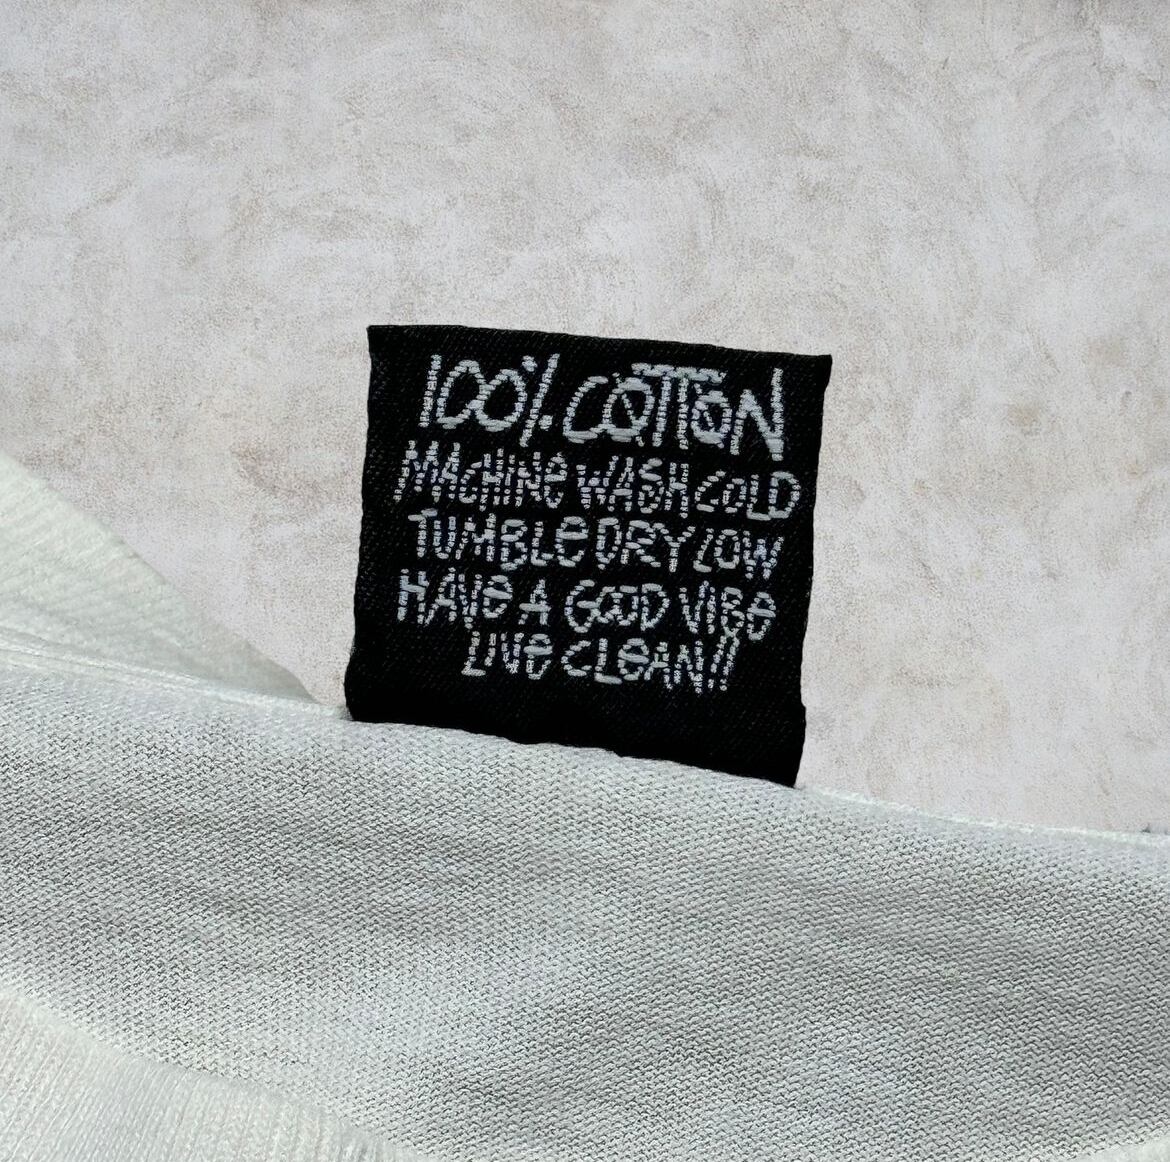 100% COTTON
MACHINE WASH COLD
TUMBLE DRY LOW
HAVE A GOOD VIBE
LIVE CLEAN!!